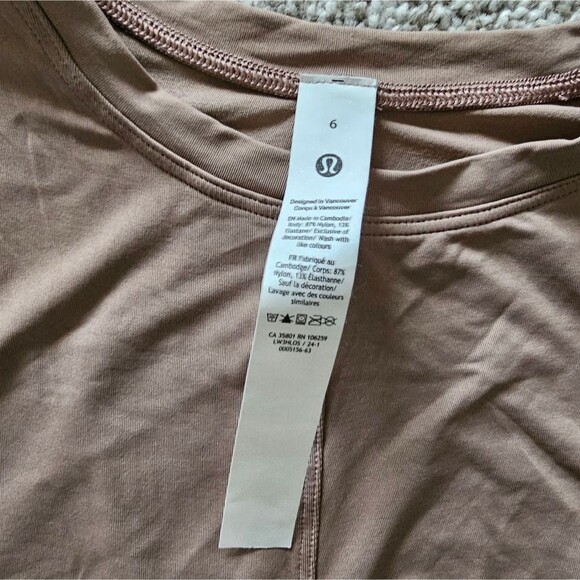 6
Designed in Vancouver
Conçu à Vancouver
EN Made in Cambodia/
Body: 87% Nylon, 13%
Elastane/ Exclusive of
decoration/ Wash with
like colours
FR Fabriqué au
Cambodge/ Corps: 87%
Nylon, 13% Élasthanne/
Sauf la décoration/
Lavage avec des couleurs
similaires
CA 35801 RN 106259
LW3HLOS / 24-1
0005156-63